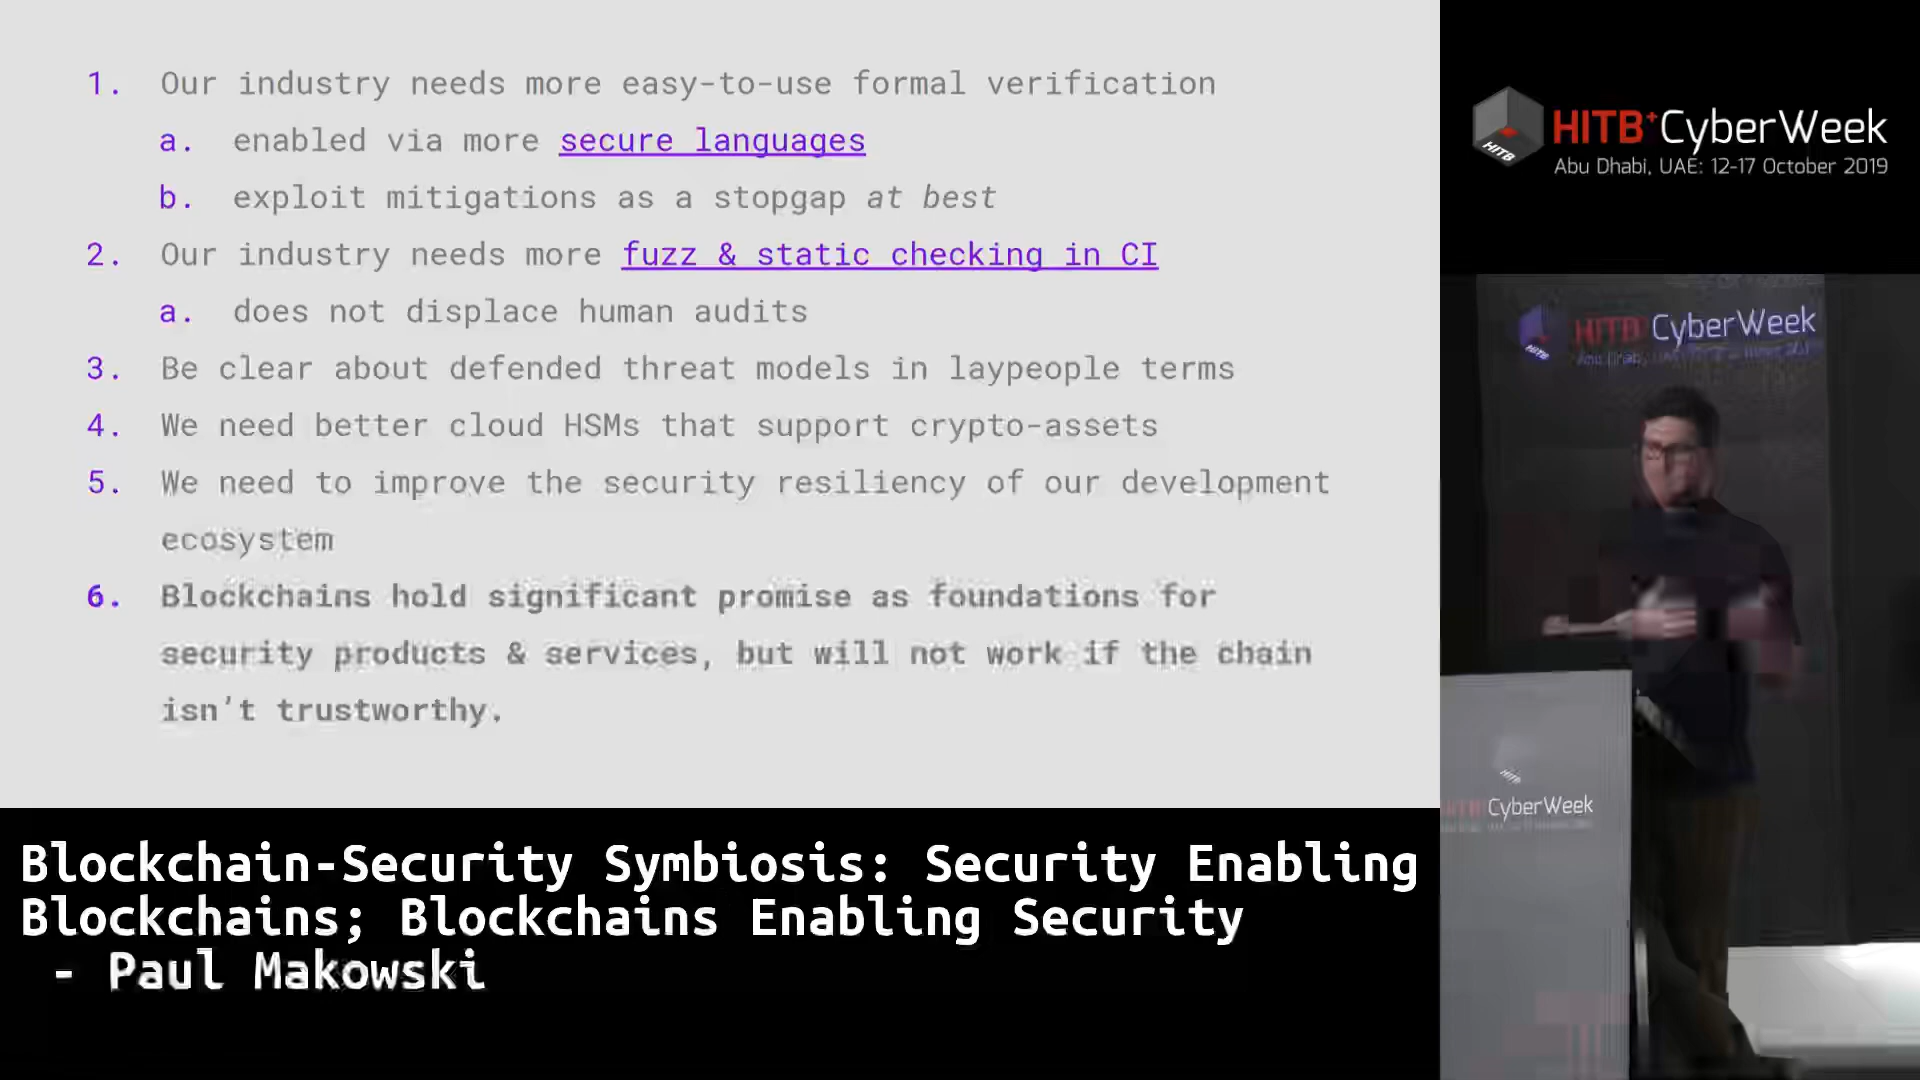 1. Our industry needs more easy-to-use formal verification
a. enabled via more secure languages
b. exploit mitigations as a stopgap at best
2. Our industry needs more fuzz & static checking in CI
a. does not displace human audits
3. Be clear about defended threat models in laypeople terms
4. We need better cloud HSMs that support crypto-assets
5. We need to improve the security resiliency of our development
ecosystem
6. Blockchains hold significant promise as foundations for
security products & services, but will not work if the chain
isn't trustworthy.
Blockchain-Security Symbiosis: Security Enabling
Blockchains; Blockchains Enabling Security
- Paul Makowski
HITB
HITB+CyberWeek
Abu Dhabi, UAE: 12-17 October 2019
HITB
HITB CyberWeek
HITB
HITB CyberWeek